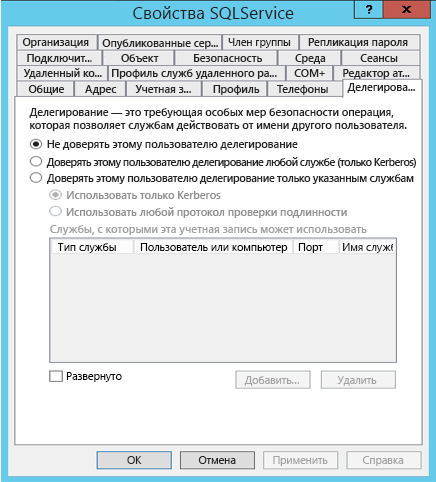 Свойства SQLService
?
x
Организация Опубликованные сер... Член группы Репликация пароля
Подключит... Объект Безопасность Среда Сеансы
Удаленный ко... Профиль служб удаленного ра... COM+ Редактор ат...
Общие Адрес Учетная з... Профиль Телефоны Делегирова...
Делегирование — это требующая особых мер безопасности операция,
которая позволяет службам действовать от имени другого пользователя.
Не доверять этому пользователю делегирование
Доверять этому пользователю делегирование любой службе (только Kerberos)
Доверять этому пользователю делегирование только указанным службам
Использовать только Kerberos
Использовать любой протокол проверки подлинности
Службы, с которыми эта учетная запись может использовать
Тип службы Пользователь или компьютер Порт Имя служб
Развернуто Добавить... Удалить
ОК Отмена Применить Справка